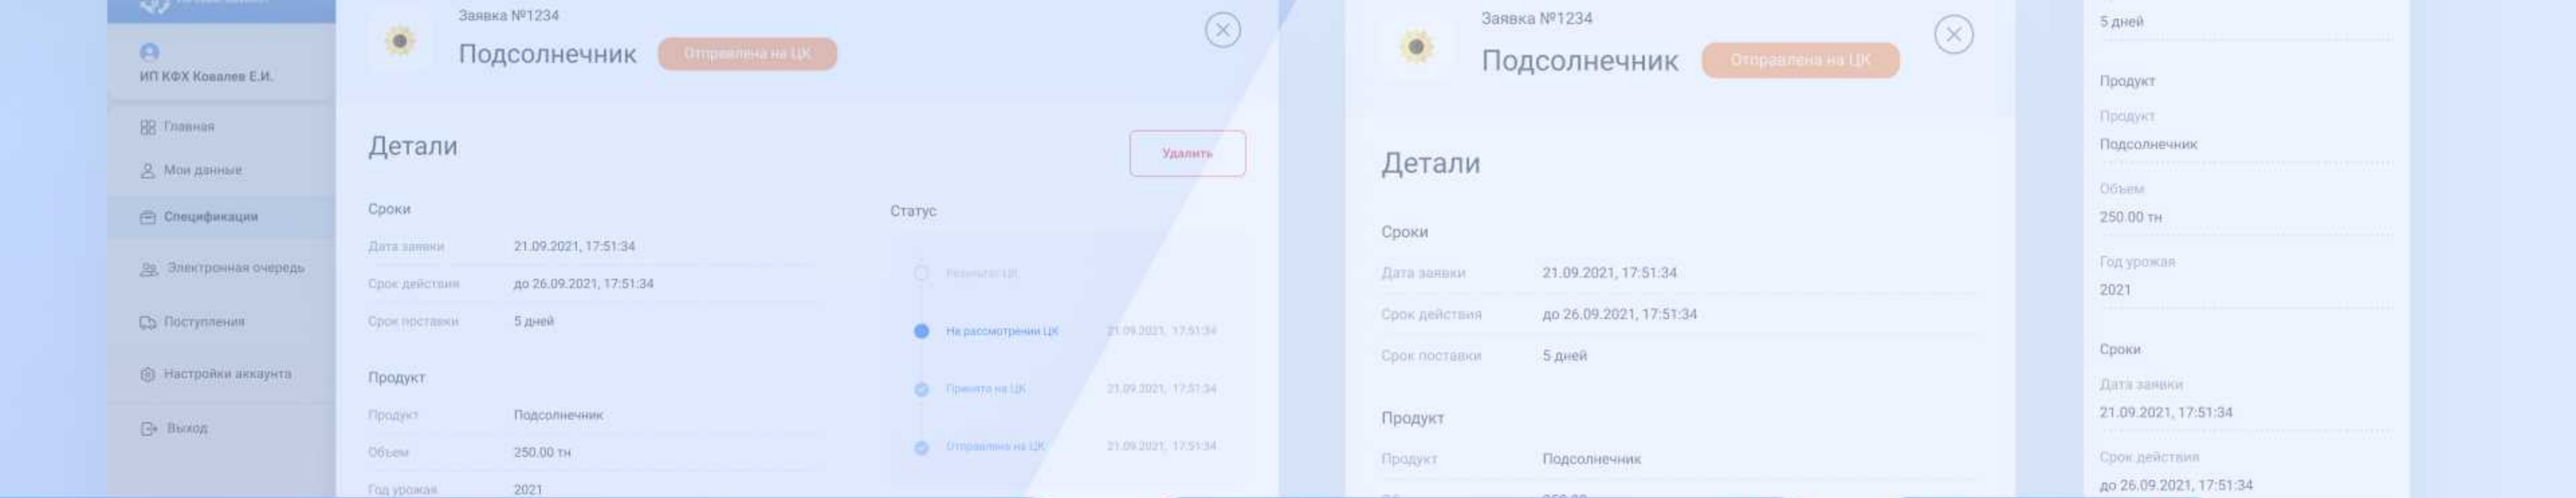 ИП КФХ Ковалев Е.И.
Главная
Мои данные
Спецификации
Электронная очередь
Поступления
Настройки аккаунта
Выход
Заявка №1234
Подсолнечник
Отправлена на ЦК
Детали
Удалить
Сроки
Дата заявки 21.09.2021, 17:51:34
Срок действия до 26.09.2021, 17:51:34
Срок поставки 5 дней
Продукт
Продукт Подсолнечник
Объем 250.00 тн
Год урожая 2021
Статус
Результат ЦК
На рассмотрении ЦК 21.09.2021, 17:51:34
Принято на ЦК 21.09.2021, 17:51:34
Отправлена на ЦК 21.09.2021, 17:51:34
Заявка №1234
Подсолнечник
Отправлена на ЦК
Детали
Сроки
Дата заявки 21.09.2021, 17:51:34
Срок действия до 26.09.2021, 17:51:34
Срок поставки 5 дней
Продукт
Продукт Подсолнечник
5 дней
Продукт
Продукт
Подсолнечник
Объем
250.00 тн
Год урожая
2021
Сроки
Дата заявки
21.09.2021, 17:51:34
Срок действия
до 26.09.2021, 17:51:34